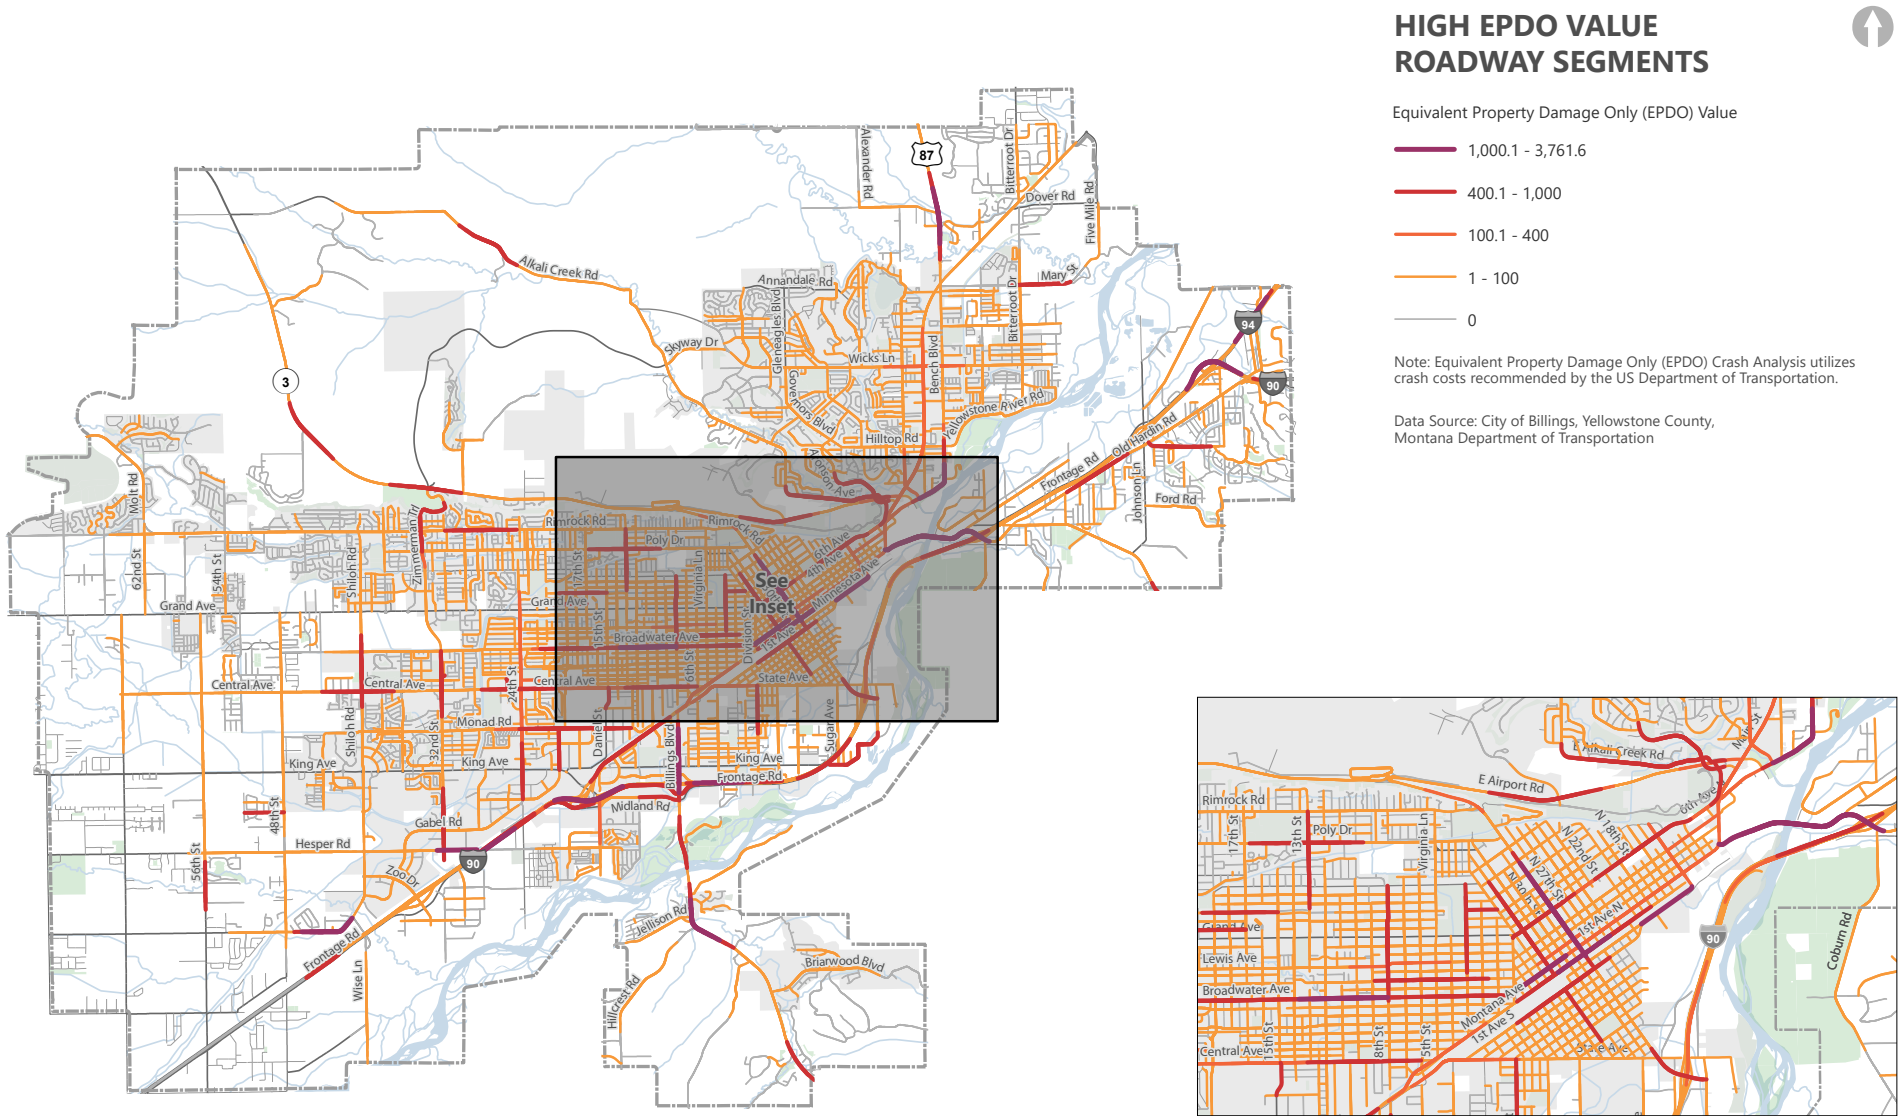 HIGH EPDO VALUE
ROADWAY SEGMENTS
Equivalent Property Damage Only (EPDO) Value
1,000.1 - 3,761.6
400.1 - 1,000
100.1 - 400
1 - 100
0
Note: Equivalent Property Damage Only (EPDO) Crash Analysis utilizes
crash costs recommended by the US Department of Transportation.
Data Source: City of Billings, Yellowstone County,
Montana Department of Transportation
87
Alexander Rd
Bitterroot Dr
Dover Rd
Five Mile Rd
Alkali Creek Rd
Annandale Rd
Mary St
Bitterroot Dr
Gleneagles Blvd
94
Skyway Dr
Wicks Ln
Bench Blvd
3
90
Governors Blvd
Yellowstone River Rd
Hilltop Rd
Old Hardin Rd
Frontage Rd
Aronson Ave
Molt Rd
Johnson Ln
Ford Rd
Zimmerman Trl
Rimrock Rd
Rimrock Rd
Poly Dr
6th Ave
4th Ave
62nd St
54th St
Shiloh Rd
17th St
Virginia Ln
See
Inset
Minnesota Ave
Grand Ave
Grand Ave
15th St
Broadwater Ave
Division St
1st Ave
Central Ave
Central Ave
24th St
Central Ave
6th St
State Ave
Shiloh Rd
32nd St
Monad Rd
Daniel St
Billings Blvd
Sugar Ave
King Ave
King Ave
King Ave
Frontage Rd
Midland Rd
48th St
Gabel Rd
Hesper Rd
90
56th St
Zoo Dr
Jellison Rd
Frontage Rd
Wise Ln
Briarwood Blvd
Hillcrest Rd
E Alkali Creek Rd
Main St
E Airport Rd
Rimrock Rd
6th Ave
17th St
13th St
Poly Dr
Virginia Ln
N 22nd St
N 18th St
N 27th St
N 30th St
1st Ave N
Grand Ave
Lewis Ave
90
Coburn Rd
Broadwater Ave
Montana Ave
1st Ave S
Central Ave
15th St
8th St
5th St
State Ave